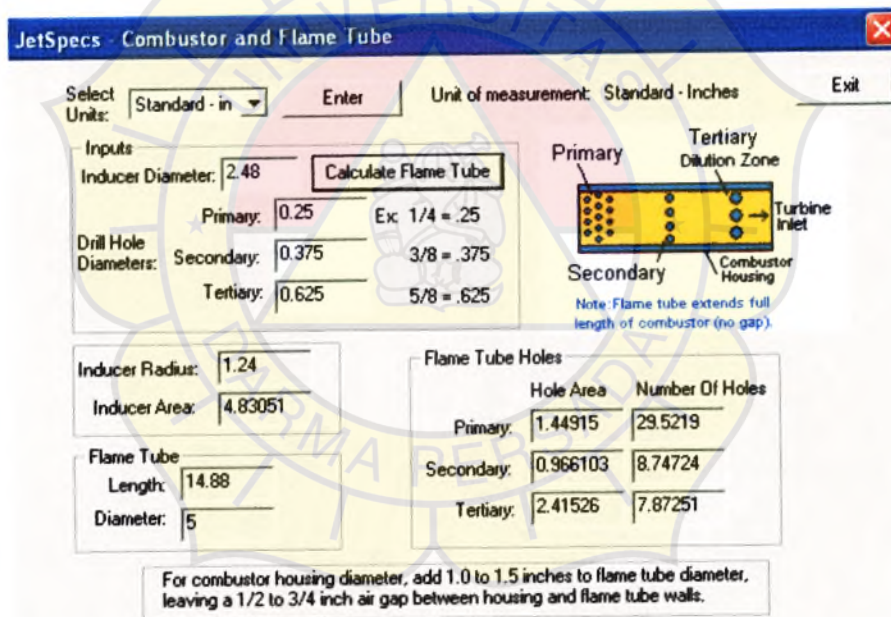 JetSpecs - Combustor and Flame Tube
Select Units: Standard - in Enter Unit of measurement: Standard - Inches Exit
Inputs
Inducer Diameter: 2.48 Calculate Flame Tube
Drill Hole Diameters:
Primary: 0.25 Ex: 1/4 = .25
Secondary: 0.375 3/8 = .375
Tertiary: 0.625 5/8 = .625
Primary
Tertiary
Dilution Zone
Turbine
Inlet
Secondary
Combustor
Housing
Note: Flame tube extends full
length of combustor (no gap).
Inducer Radius: 1.24
Inducer Area: 4.83051
Flame Tube
Length: 14.88
Diameter: 5
Flame Tube Holes
Hole Area Number Of Holes
Primary: 1.44915 29.5219
Secondary: 0.966103 8.74724
Tertiary: 2.41526 7.87251
For combustor housing diameter, add 1.0 to 1.5 inches to flame tube diameter,
leaving a 1/2 to 3/4 inch air gap between housing and flame tube walls.
UNIVERSITAS
DARMA PERSADA